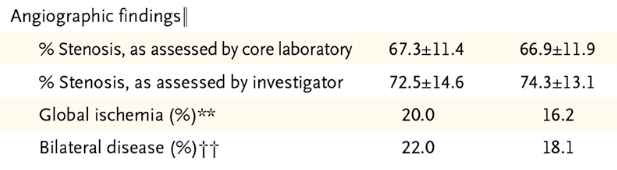 Angiographic findings‖
% Stenosis, as assessed by core laboratory 67.3±11.4 66.9±11.9
% Stenosis, as assessed by investigator 72.5±14.6 74.3±13.1
Global ischemia (%)** 20.0 16.2
Bilateral disease (%)†† 22.0 18.1